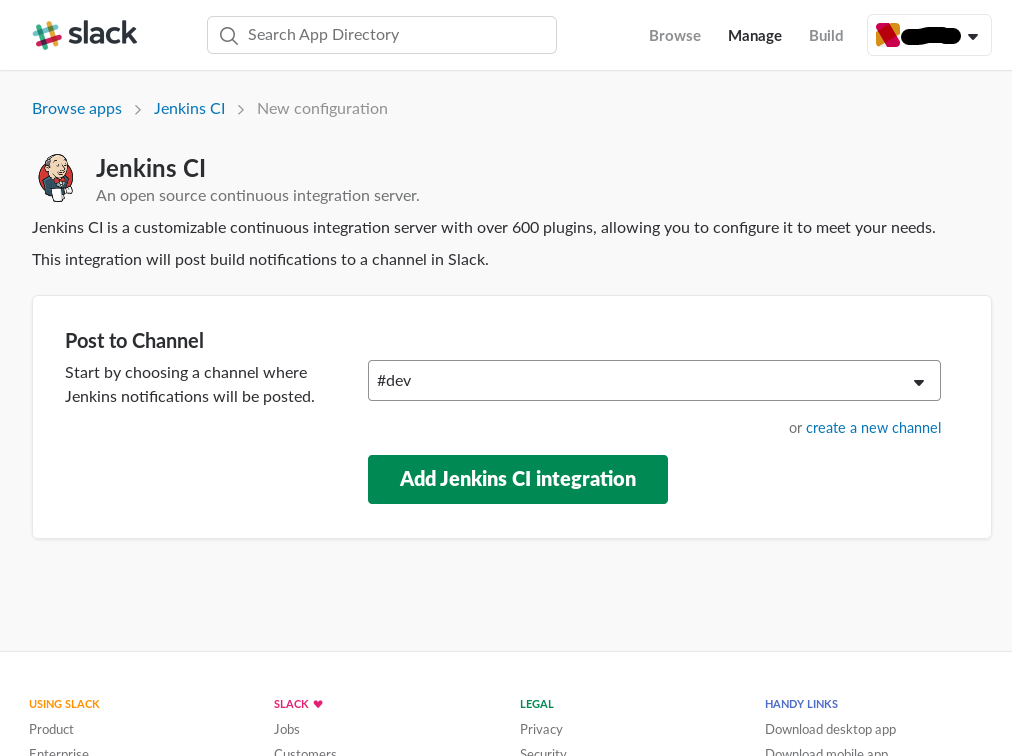 slack
Search App Directory
Browse
Manage
Build
Browse apps
Jenkins CI
New configuration
Jenkins CI
An open source continuous integration server.
Jenkins CI is a customizable continuous integration server with over 600 plugins, allowing you to configure it to meet your needs.
This integration will post build notifications to a channel in Slack.
Post to Channel
Start by choosing a channel where
Jenkins notifications will be posted.
#dev
or create a new channel
Add Jenkins CI integration
USING SLACK
Product
Enterprise
SLACK ♥
Jobs
Customers
LEGAL
Privacy
Security
HANDY LINKS
Download desktop app
Download mobile app